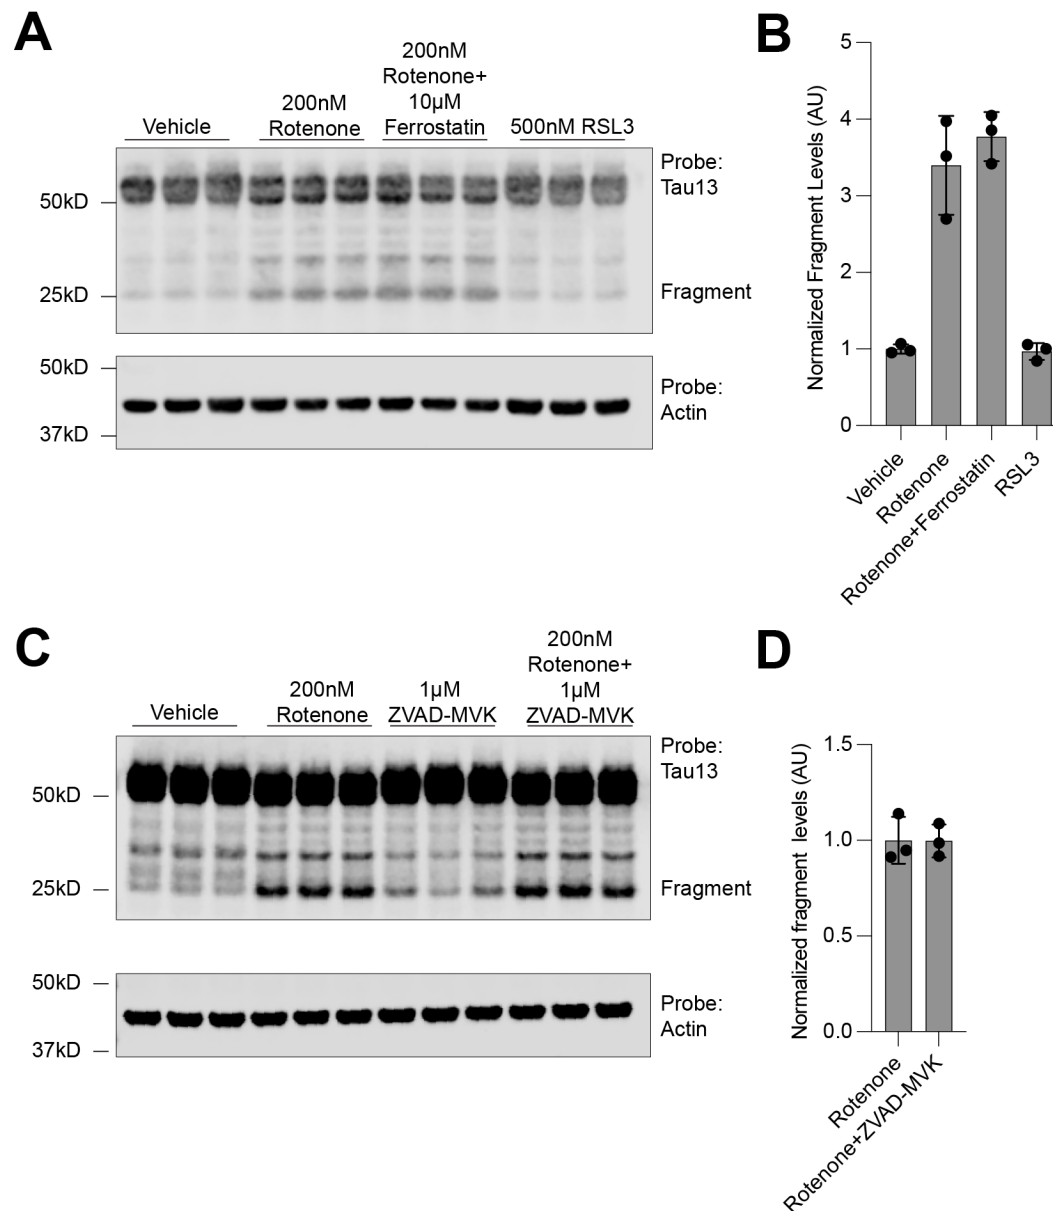 A
200nM
Rotenone+
10µM
Ferrostatin
200nM
Rotenone
Vehicle
500nM RSL3
Probe:
Tau13
50kD
25kD
Fragment
50kD
37kD
Probe:
Actin
B
Normalized Fragment Levels (AU)
5
4
3
2
1
0
Vehicle
Rotenone
Rotenone+Ferrostatin
RSL3
C
200nM
Rotenone+
1µM
ZVAD-MVK
200nM
Rotenone
1µM
ZVAD-MVK
Vehicle
Probe:
Tau13
50kD
25kD
Fragment
50kD
37kD
Probe:
Actin
D
Normalized fragment levels (AU)
1.5
1.0
0.5
0.0
Rotenone
Rotenone+ZVAD-MVK